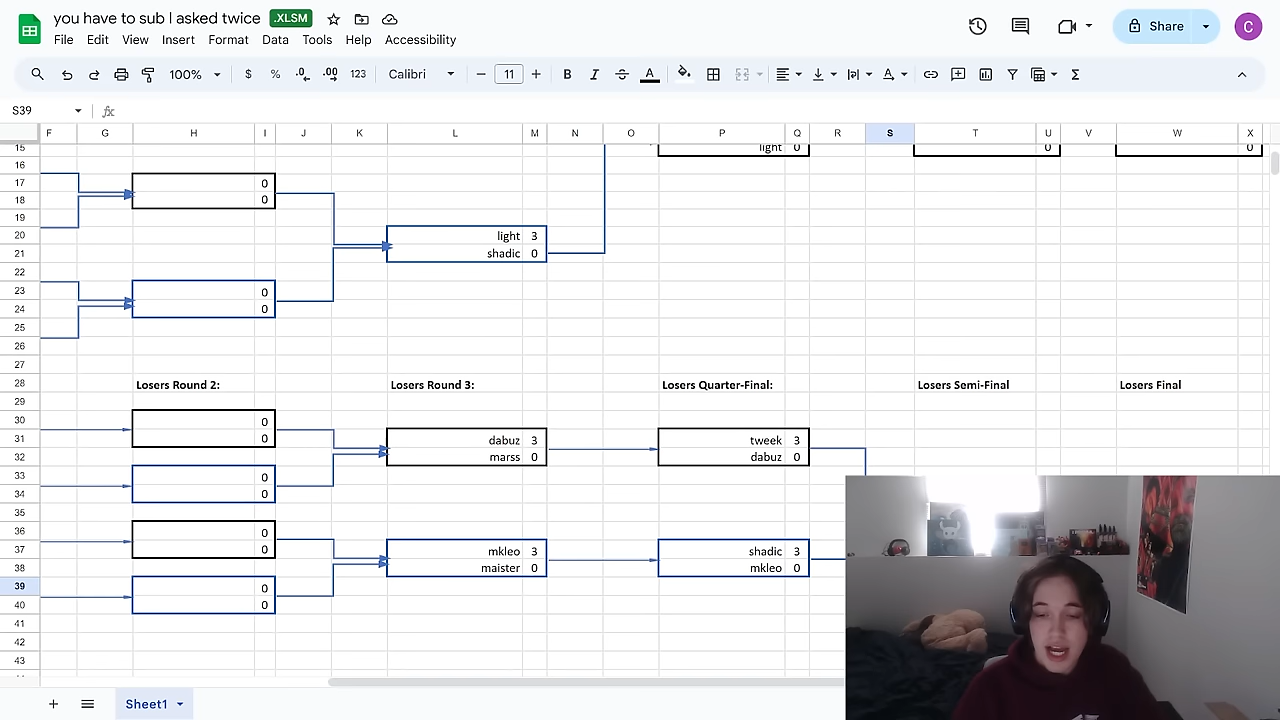 you have to sub I asked twice .XLSM
File Edit View Insert Format Data Tools Help Accessibility
Share C
100% $ % .0 .00 123 Calibri 11 B I A
S39 fx
F G H I J K L M N O P Q R S T U V W X
15 light 0 0 0
16
17 0
18 0
19
20 light 3
21 shadic 0
22
23 0
24 0
25
26
27
28 Losers Round 2: Losers Round 3: Losers Quarter-Final: Losers Semi-Final Losers Final
29
30 0
31 0 dabuz 3 tweek 3
32 marss 0 dabuz 0
33 0
34 0
35
36 0
37 0 mkleo 3 shadic 3
38 maister 0 mkleo 0
39 0
40 0
41
42
43
Sheet1